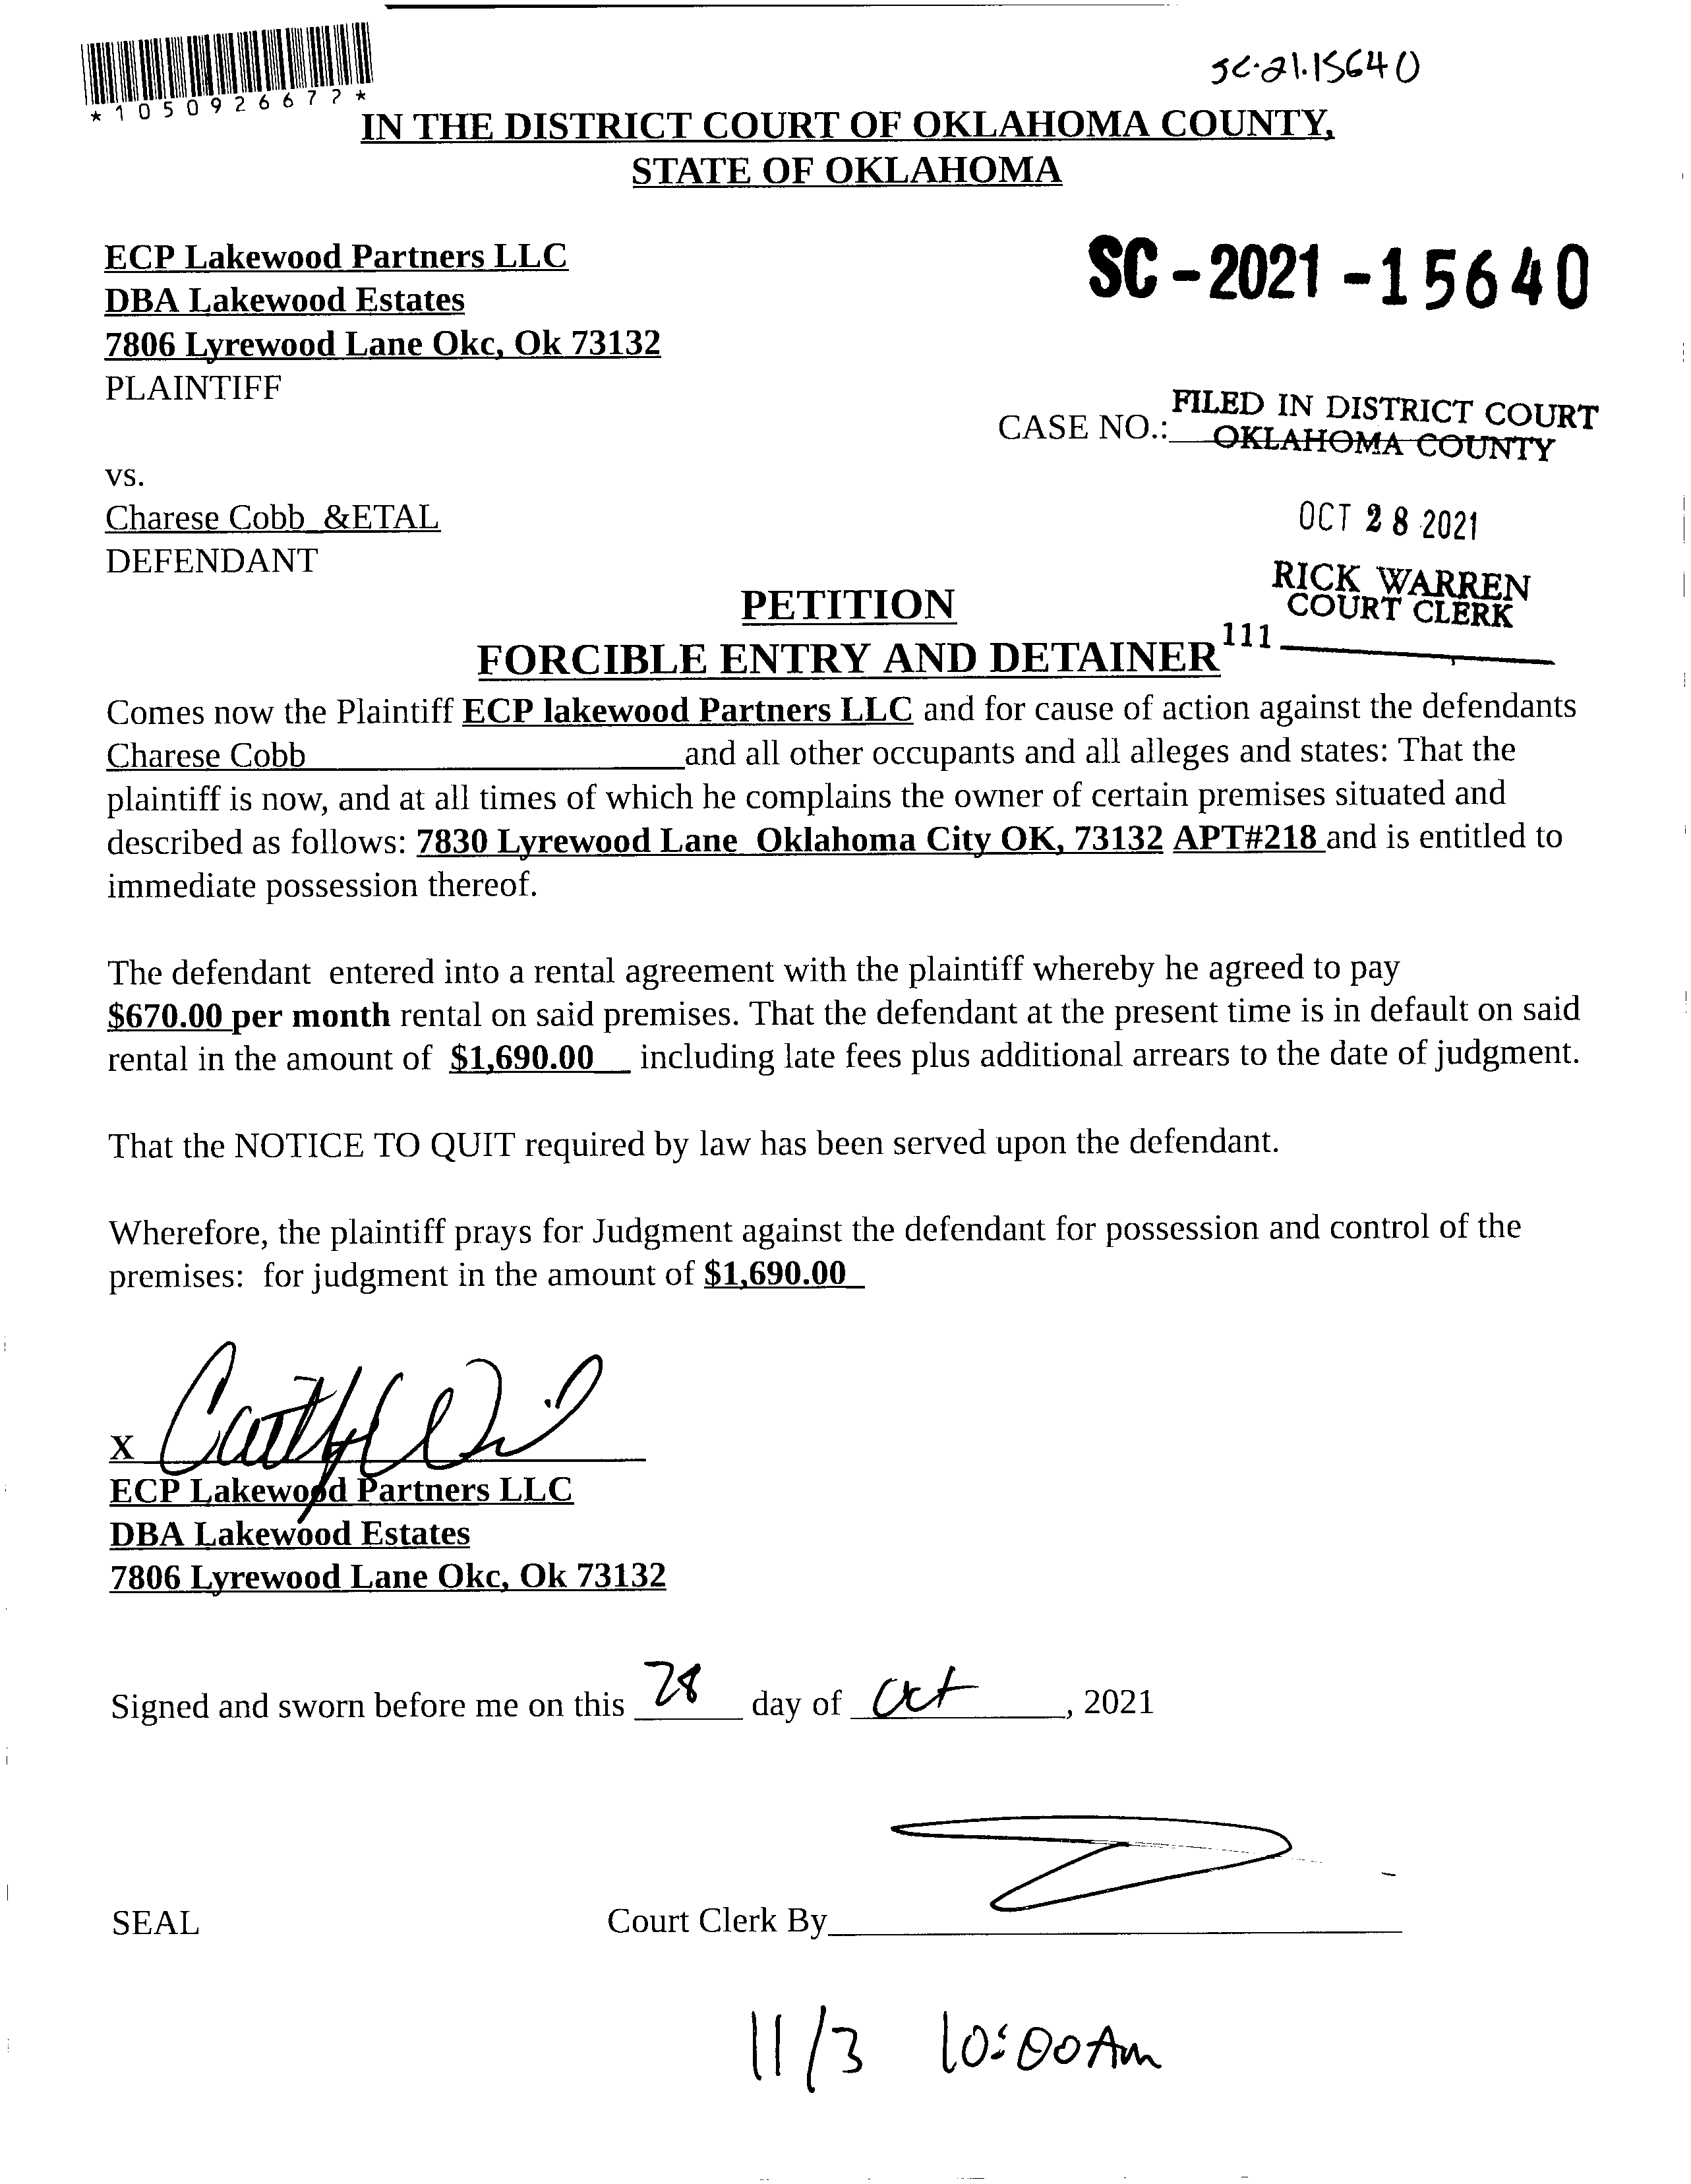 SC-21.15640
*1050926677*
IN THE DISTRICT COURT OF OKLAHOMA COUNTY,
STATE OF OKLAHOMA
ECP Lakewood Partners LLC
DBA Lakewood Estates
7806 Lyrewood Lane Okc, Ok 73132
PLAINTIFF
SC-2021-15640
CASE NO.:
FILED IN DISTRICT COURT
OKLAHOMA COUNTY
vs.
Charese Cobb &ETAL
DEFENDANT
OCT 28 2021
RICK WARREN
COURT CLERK
111
PETITION
FORCIBLE ENTRY AND DETAINER
Comes now the Plaintiff ECP lakewood Partners LLC and for cause of action against the defendants
Charese Cobb and all other occupants and all alleges and states: That the
plaintiff is now, and at all times of which he complains the owner of certain premises situated and
described as follows: 7830 Lyrewood Lane Oklahoma City OK, 73132 APT#218 and is entitled to
immediate possession thereof.
The defendant entered into a rental agreement with the plaintiff whereby he agreed to pay
$670.00 per month rental on said premises. That the defendant at the present time is in default on said
rental in the amount of $1,690.00 including late fees plus additional arrears to the date of judgment.
That the NOTICE TO QUIT required by law has been served upon the defendant.
Wherefore, the plaintiff prays for Judgment against the defendant for possession and control of the
premises: for judgment in the amount of $1,690.00
X
ECP Lakewood Partners LLC
DBA Lakewood Estates
7806 Lyrewood Lane Okc, Ok 73132
Signed and sworn before me on this 28 day of Oct, 2021
SEAL
Court Clerk By
11/3 10:00Am